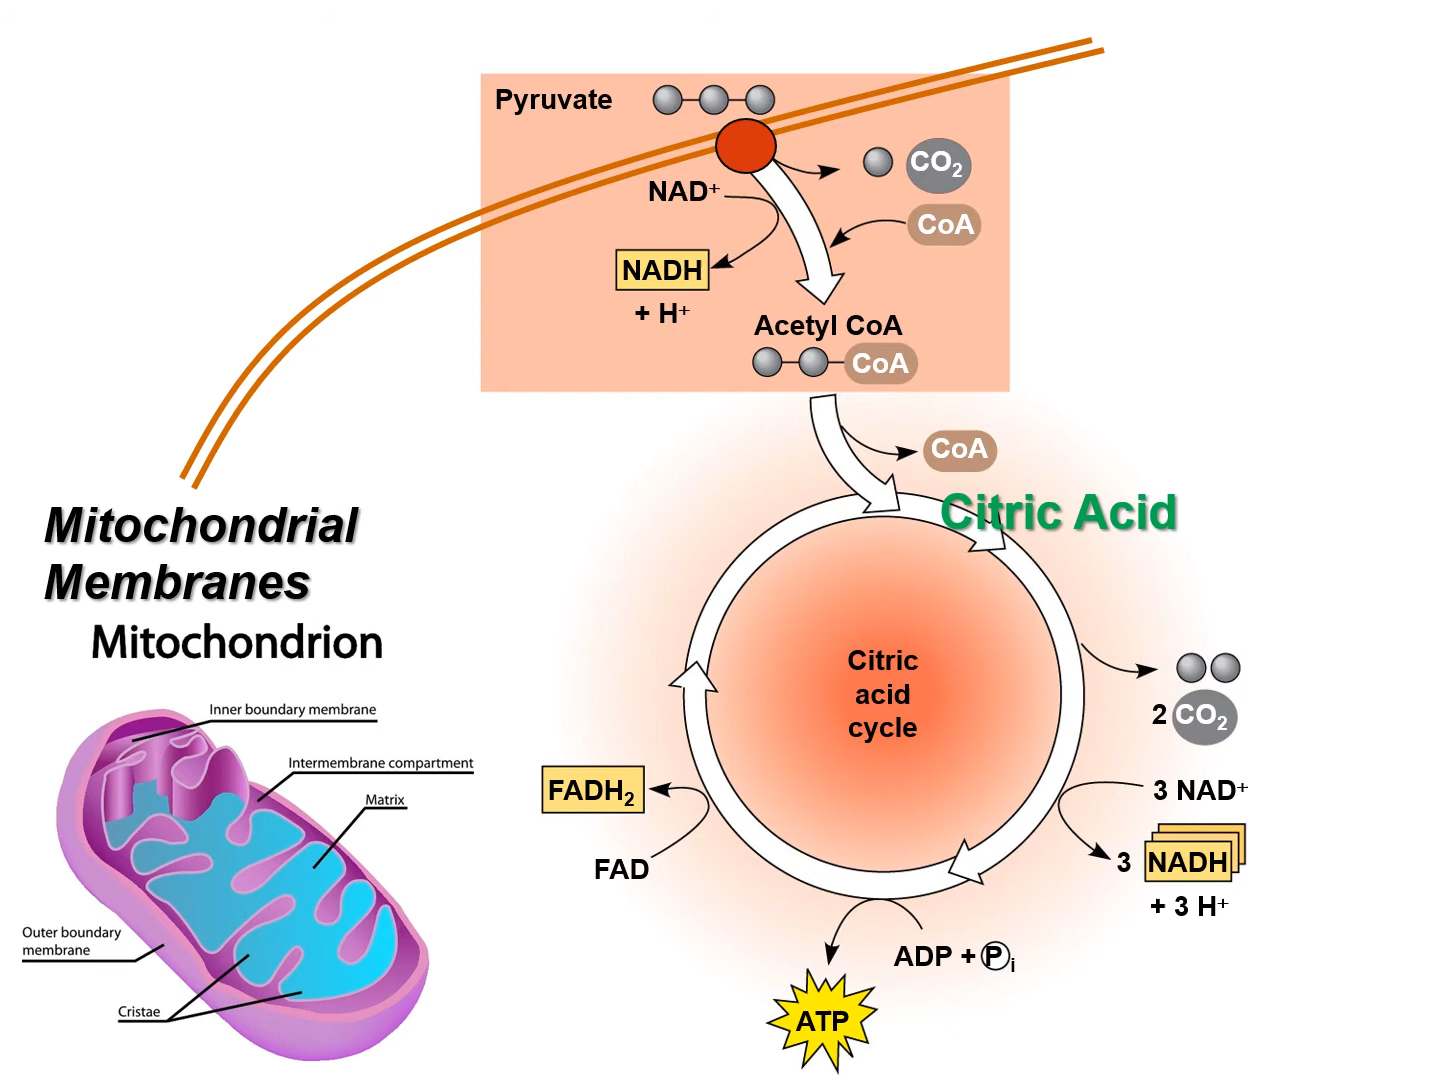 Pyruvate
CO₂
NAD⁺
CoA
NADH
+ H⁺
Acetyl CoA
CoA
CoA
Citric Acid
Mitochondrial
Membranes
Mitochondrion
Citric
acid
cycle
2 CO₂
3 NAD⁺
3 NADH
+ 3 H⁺
FADH₂
FAD
ADP + Pᵢ
ATP
Inner boundary membrane
Intermembrane compartment
Matrix
Outer boundary
membrane
Cristae